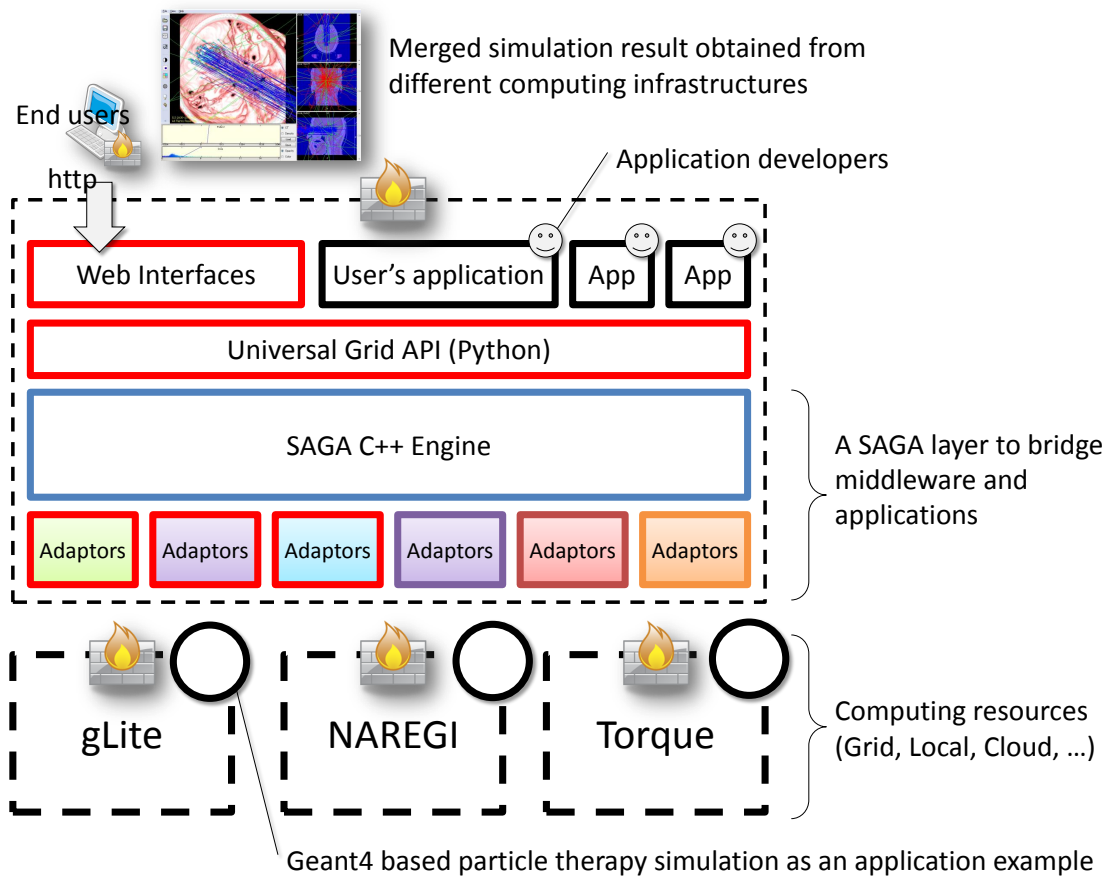 Merged simulation result obtained from
different computing infrastructures
End users
http
Application developers
Web Interfaces
User's application
App
App
Universal Grid API (Python)
SAGA C++ Engine
A SAGA layer to bridge
middleware and
applications
Adaptors
Adaptors
Adaptors
Adaptors
Adaptors
Adaptors
gLite
NAREGI
Torque
Computing resources
(Grid, Local, Cloud, ...)
Geant4 based particle therapy simulation as an application example